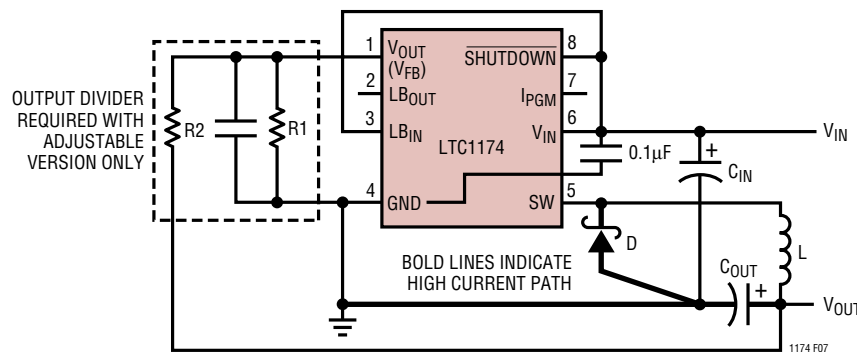 OUTPUT DIVIDER
REQUIRED WITH
ADJUSTABLE
VERSION ONLY
R2
R1
1
2
3
4
VOUT
(VFB)
LBOUT
LBIN
GND
LTC1174
SHUTDOWN
IPGM
VIN
SW
8
7
6
5
0.1µF
+
CIN
VIN
D
L
BOLD LINES INDICATE
HIGH CURRENT PATH
COUT
+
VOUT
1174 F07